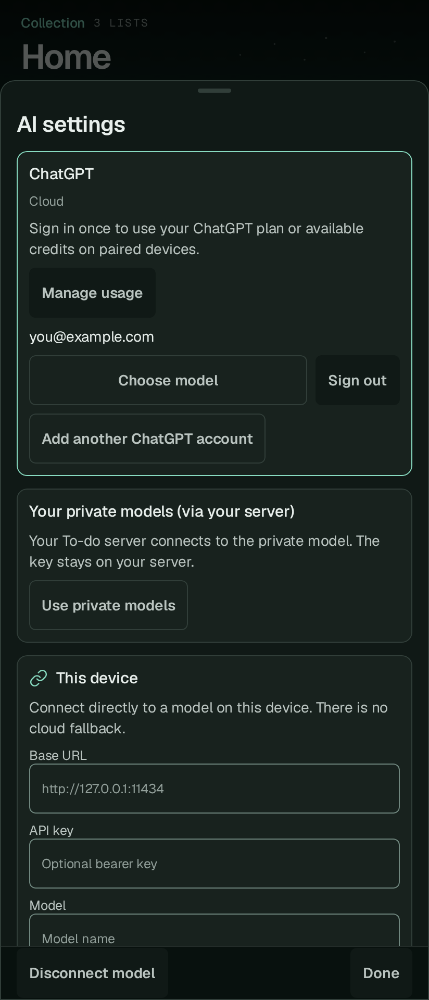 Collection 3 LISTS
Home
AI settings
ChatGPT
Cloud
Sign in once to use your ChatGPT plan or available
credits on paired devices.
Manage usage
you@example.com
Choose model
Sign out
Add another ChatGPT account
Your private models (via your server)
Your To-do server connects to the private model. The
key stays on your server.
Use private models
This device
Connect directly to a model on this device. There is no
cloud fallback.
Base URL
http://127.0.0.1:11434
API key
Optional bearer key
Model
Model name
Disconnect model
Done